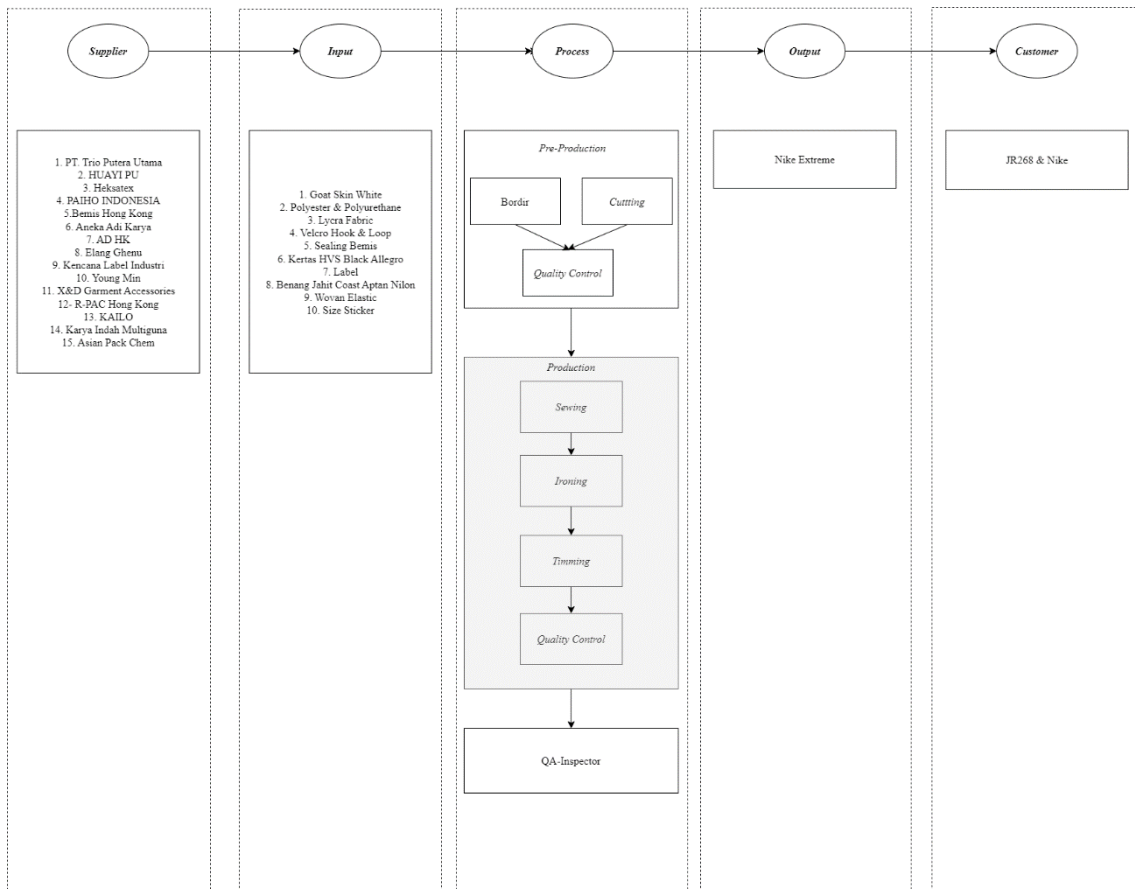 Supplier
Input
Process
Output
Customer
1. PT. Trio Putera Utama
2. HUAYI PU
3. Heksatex
4. PAIHO INDONESIA
5.Bemis Hong Kong
6. Aneka Adi Karya
7. AD HK
8. Elang Ghenu
9. Kencana Label Industri
10. Young Min
11. X&D Garment Accessories
12- R-PAC Hong Kong
13. KAILO
14. Karya Indah Multiguna
15. Asian Pack Chem
1. Goat Skin White
2. Polyester & Polyurethane
3. Lycra Fabric
4. Velcro Hook & Loop
5. Sealing Bemis
6. Kertas HVS Black Allegro
7. Label
8. Benang Jahit Coast Aptan Nilon
9. Wovan Elastic
10. Size Sticker
Pre-Production
Bordir
Cuttting
Quality Control
Production
Sewing
Ironing
Timming
Quality Control
QA-Inspector
Nike Extreme
JR268 & Nike